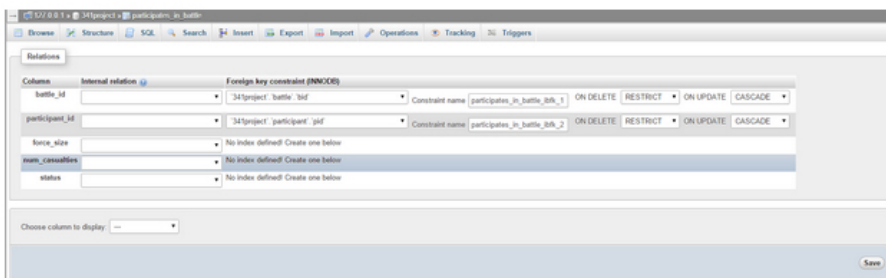 127.0.0.1 » 341project » participates_in_battle
Browse Structure SQL Search Insert Export Import Operations Tracking Triggers
Relations
Column Internal relation Foreign key constraint (INNODB)
battle_id `341project`.`battle`.`bid` Constraint name participates_in_battle_ibfk_1 ON DELETE RESTRICT ON UPDATE CASCADE
participant_id `341project`.`participant`.`pid` Constraint name participates_in_battle_ibfk_2 ON DELETE RESTRICT ON UPDATE CASCADE
force_size No index defined! Create one below
num_casualties No index defined! Create one below
status No index defined! Create one below
Choose column to display: ---
Save